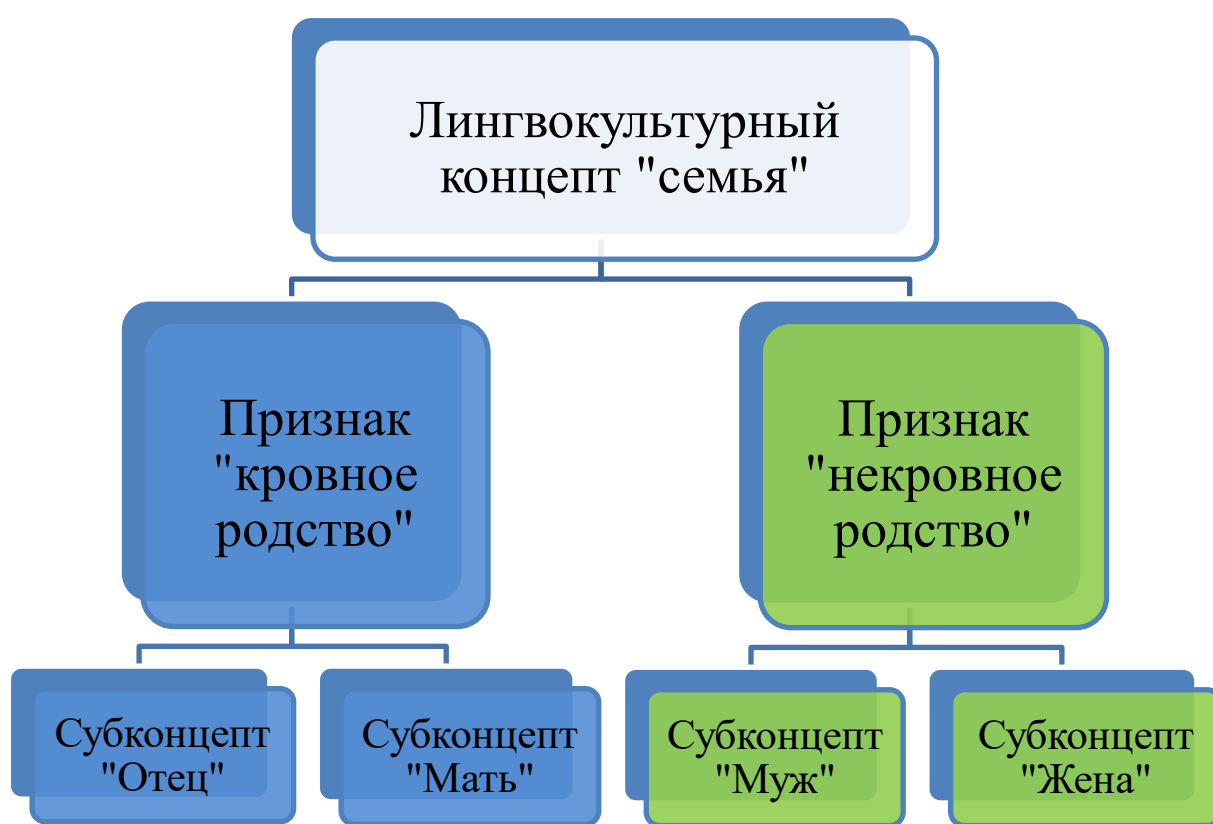 Лингвокультурный
концепт "семья"
Признак
"кровное
родство"
Признак
"некровное
родство"
Субконцепт
"Отец"
Субконцепт
"Мать"
Субконцепт
"Муж"
Субконцепт
"Жена"